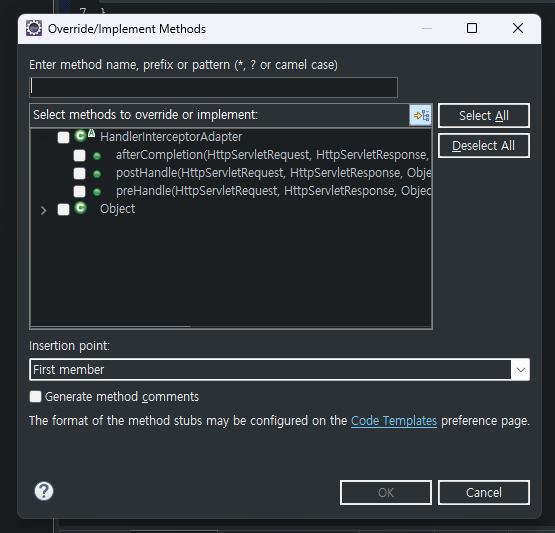 7 }
Override/Implement Methods
Enter method name, prefix or pattern (*, ? or camel case)
Select methods to override or implement:
Select All
Deselect All
HandlerInterceptorAdapter
afterCompletion(HttpServletRequest, HttpServletResponse,
postHandle(HttpServletRequest, HttpServletResponse, Obje
preHandle(HttpServletRequest, HttpServletResponse, Objec
Object
Insertion point:
First member
Generate method comments
The format of the method stubs may be configured on the Code Templates preference page.
OK
Cancel